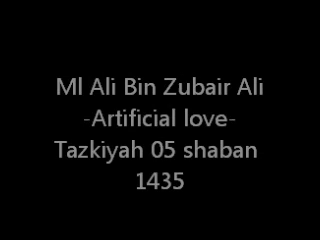 Ml Ali Bin Zubair Ali
-Artificial love-
Tazkiyah 05 shaban
1435